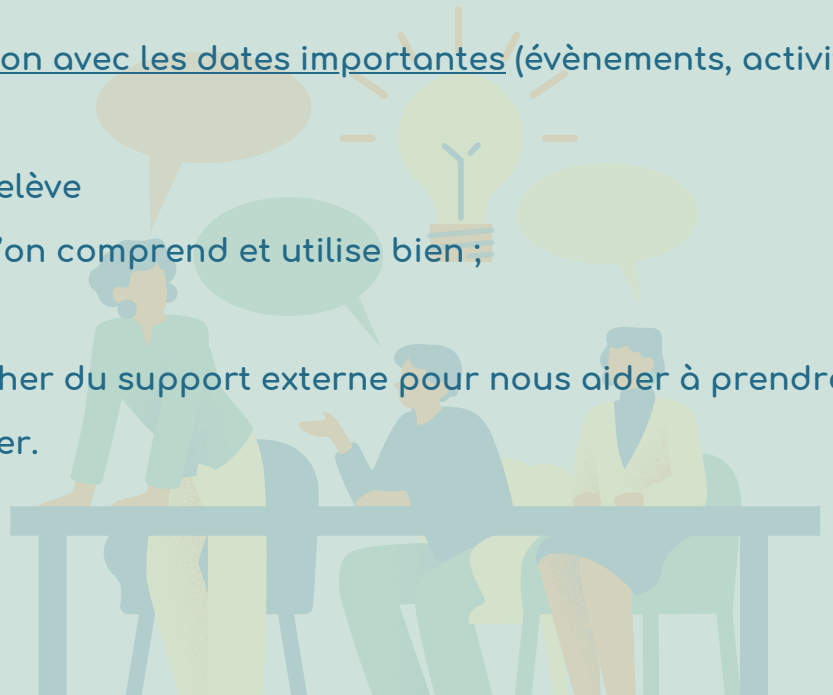 on avec les dates importantes (évènements, activi
elève
'on comprend et utilise bien ;
her du support externe pour nous aider à prendre
er.